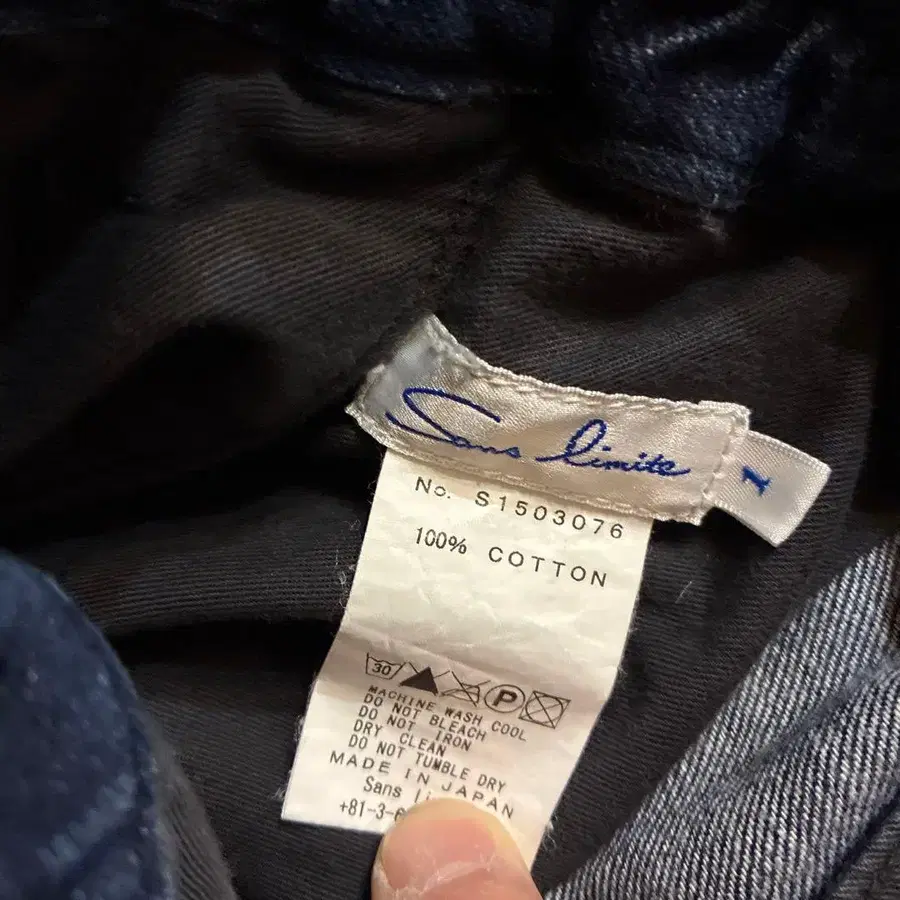 Sans limite
1
No. S1503076
100% COTTON
30
P
MACHINE WASH COOL
DO NOT BLEACH
DO NOT IRON
DRY CLEAN
DO NOT TUMBLE DRY
MADE IN JAPAN
Sans
+81-3-6